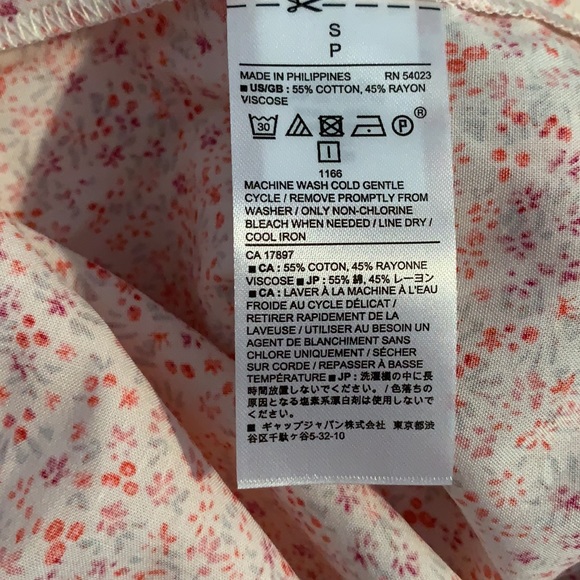 S
P
MADE IN PHILIPPINES RN 54023
■ US/GB : 55% COTTON, 45% RAYON
VISCOSE
30 P ®
I
1166
MACHINE WASH COLD GENTLE
CYCLE / REMOVE PROMPTLY FROM
WASHER / ONLY NON-CHLORINE
BLEACH WHEN NEEDED / LINE DRY /
COOL IRON
CA 17897
■ CA : 55% COTON, 45% RAYONNE
VISCOSE ■ JP : 55% 綿, 45% レーヨン
■ CA : LAVER À LA MACHINE À L'EAU
FROIDE AU CYCLE DÉLICAT /
RETIRER RAPIDEMENT DE LA
LAVEUSE / UTILISER AU BESOIN UN
AGENT DE BLANCHIMENT SANS
CHLORE UNIQUEMENT / SÉCHER
SUR CORDE / REPASSER À BASSE
TEMPÉRATURE ■ JP : 洗濯機の中に長
時間放置しないでください。/ 色落ちの
原因となる塩素系漂白剤は使用しないで
ください。
■ ギャップジャパン株式会社 東京都渋
谷区千駄ヶ谷5-32-10